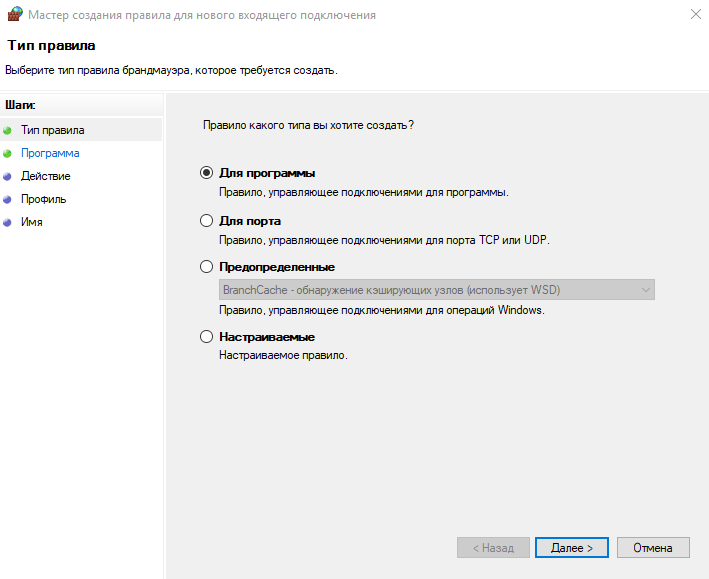 Мастер создания правила для нового входящего подключения
Тип правила
Выберите тип правила брандмауэра, которое требуется создать.
Шаги:
Тип правила
Программа
Действие
Профиль
Имя
Правило какого типа вы хотите создать?
Для программы
Правило, управляющее подключениями для программы.
Для порта
Правило, управляющее подключениями для порта TCP или UDP.
Предопределенные
BranchCache - обнаружение кэширующих узлов (использует WSD)
Правило, управляющее подключениями для операций Windows.
Настраиваемые
Настраиваемое правило.
< Назад
Далее >
Отмена